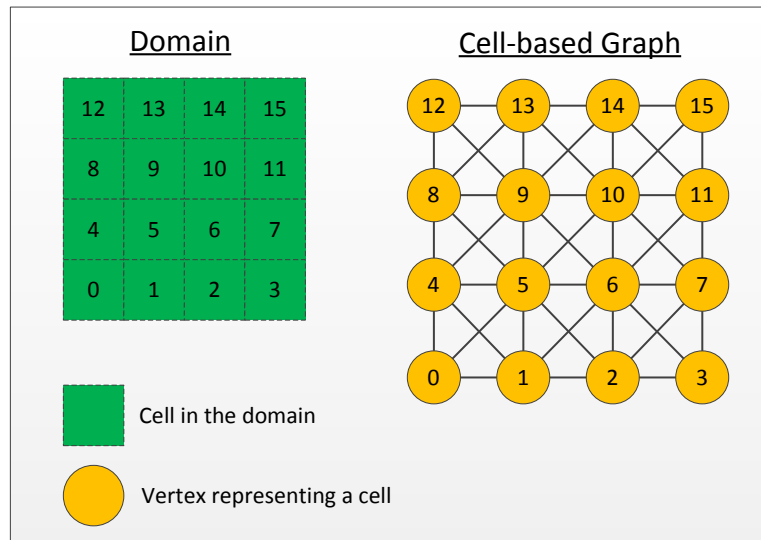 Domain
12 13 14 15
8 9 10 11
4 5 6 7
0 1 2 3
Cell-based Graph
12 13 14 15
8 9 10 11
4 5 6 7
0 1 2 3
Cell in the domain
Vertex representing a cell